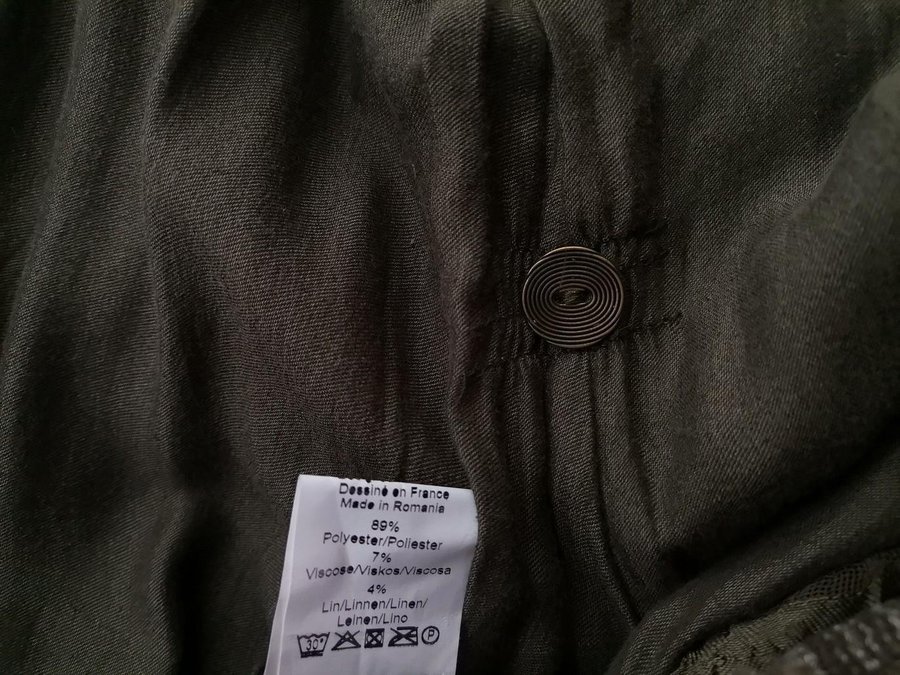 Dessiné en France
Made in Romania
89%
Polyester/Poliester
7%
Viscose/Viskos/Viscosa
4%
Lin/Linnen/Linen/
Leinen/Lino
30°
P